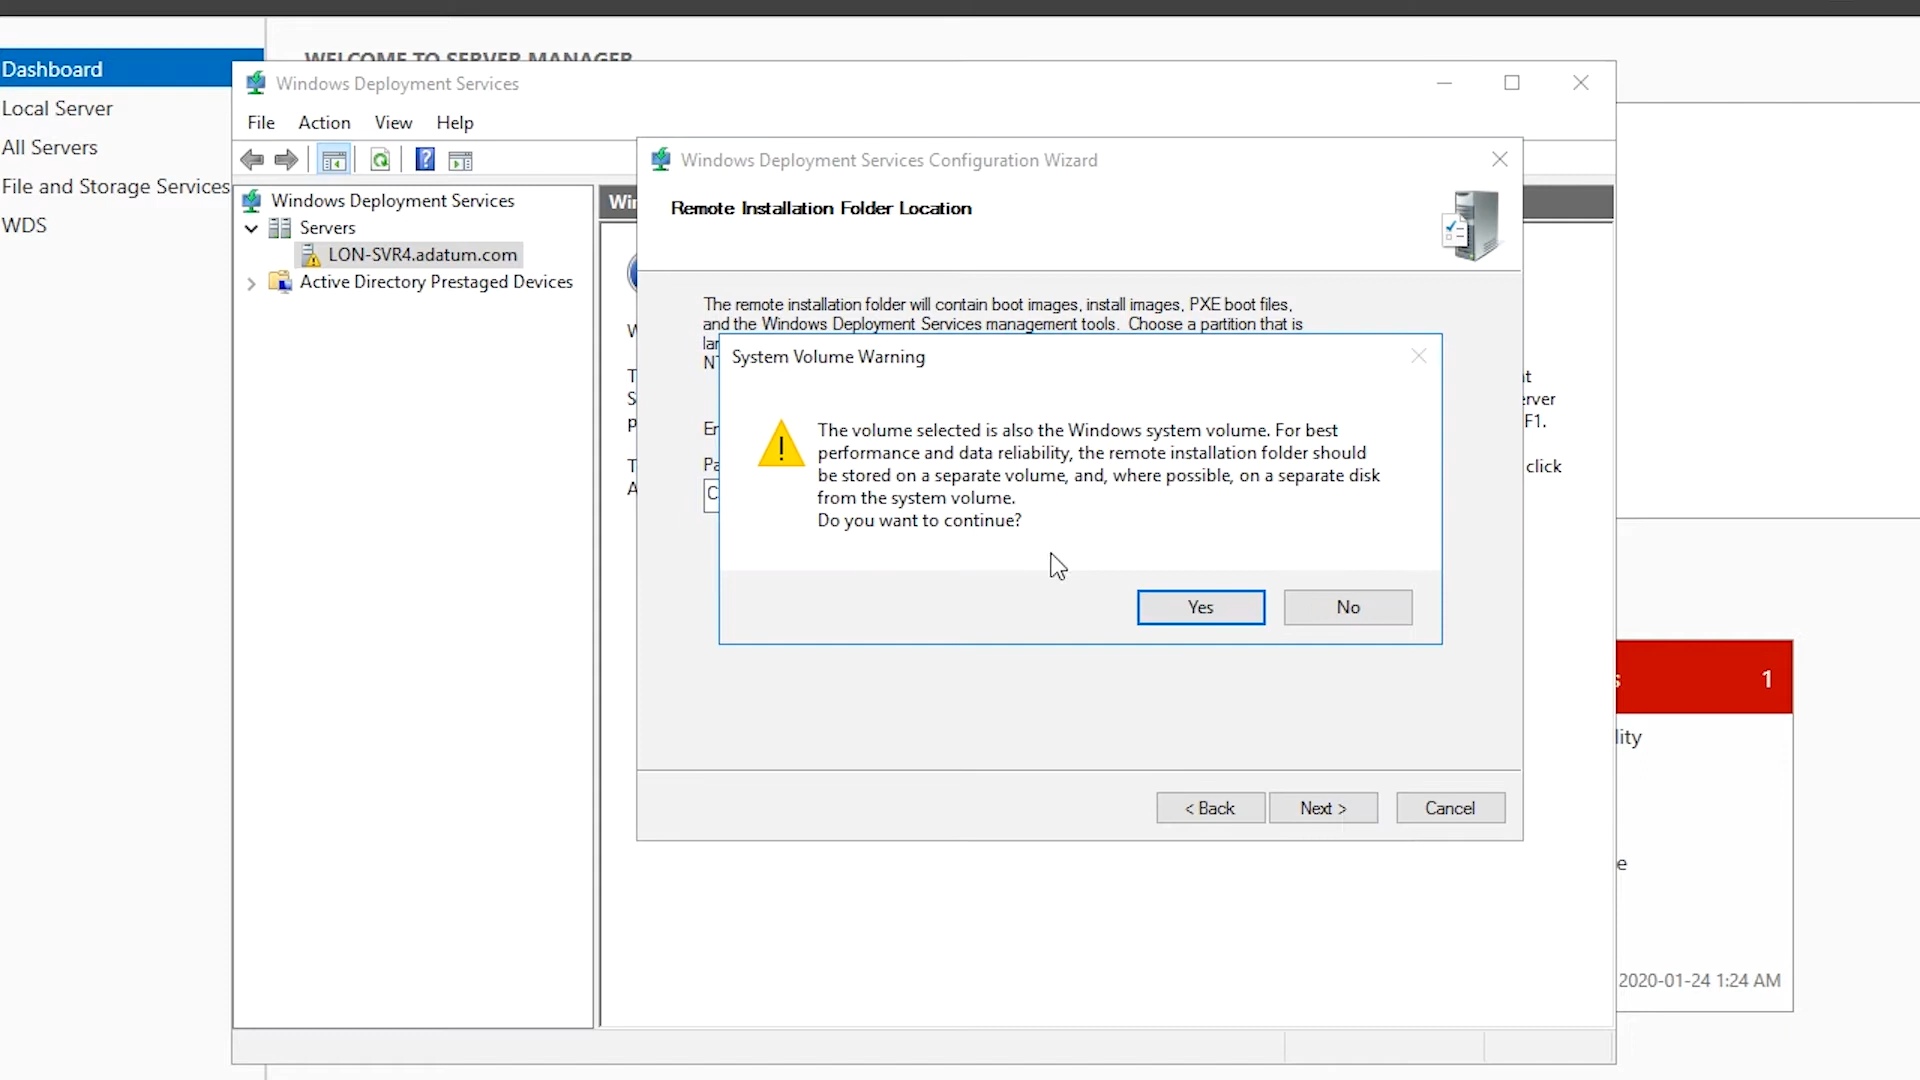 WELCOME TO SERVER MANAGER
Dashboard
Local Server
All Servers
File and Storage Services
WDS
Windows Deployment Services
File Action View Help
Windows Deployment Services
Servers
LON-SVR4.adatum.com
Active Directory Prestaged Devices
Windows Deployment Services Configuration Wizard
Remote Installation Folder Location
The remote installation folder will contain boot images, install images, PXE boot files,
and the Windows Deployment Services management tools. Choose a partition that is
System Volume Warning
The volume selected is also the Windows system volume. For best
performance and data reliability, the remote installation folder should
be stored on a separate volume, and, where possible, on a separate disk
from the system volume.
Do you want to continue?
Yes No
< Back Next > Cancel
F1.
click
1
2020-01-24 1:24 AM